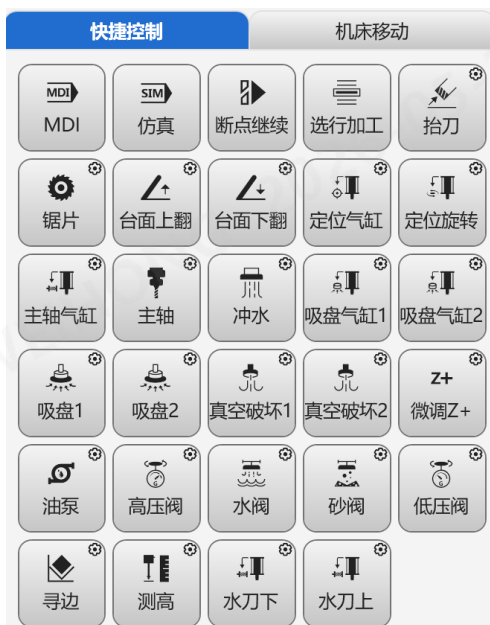 快捷控制 机床移动
MDI SIM
MDI 仿真 断点继续 选行加工 抬刀
锯片 台面上翻 台面下翻 定位气缸 定位旋转
主轴气缸 主轴 冲水 吸盘气缸1 吸盘气缸2
Z+
吸盘1 吸盘2 真空破坏1 真空破坏2 微调Z+
油泵 高压阀 水阀 砂阀 低压阀
寻边 测高 水刀下 水刀上